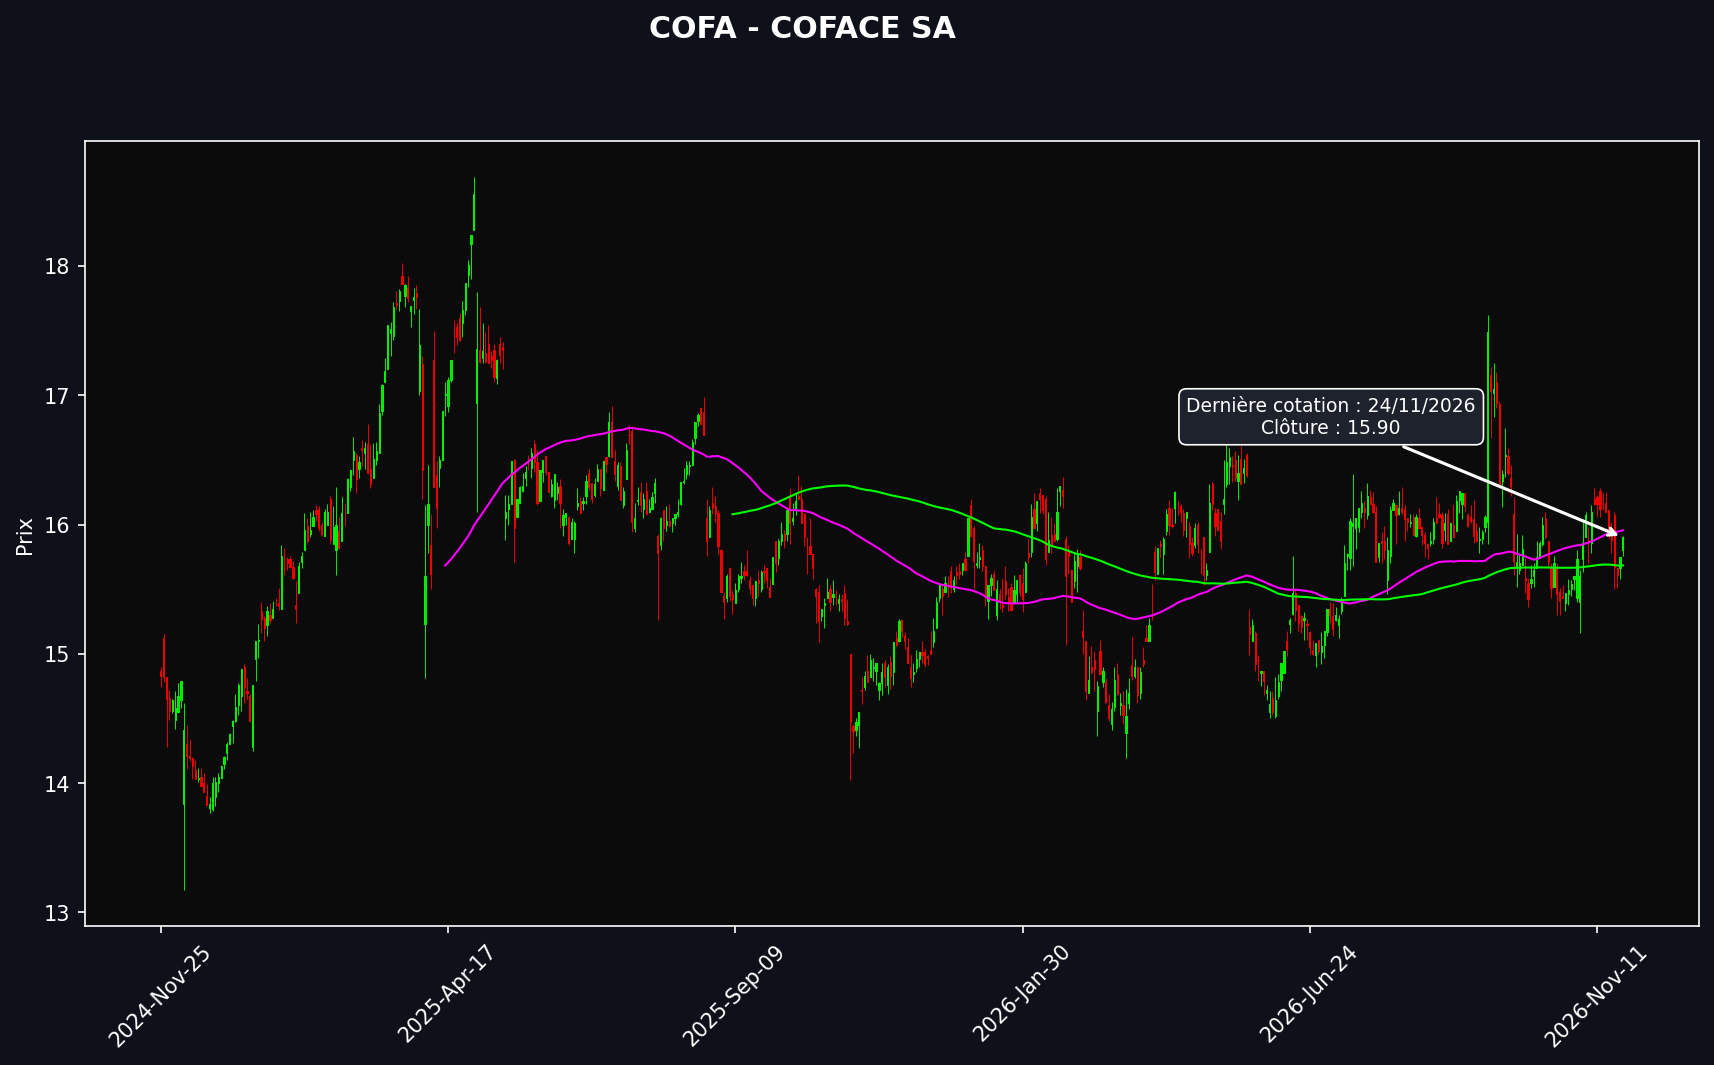 COFA - COFACE SA
Prix
18
17
16
15
14
13
Dernière cotation : 24/11/2026
Clôture : 15.90
2024-Nov-25
2025-Apr-17
2025-Sep-09
2026-Jan-30
2026-Jun-24
2026-Nov-11